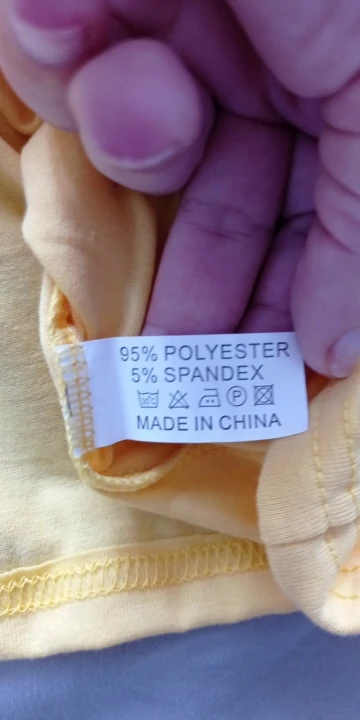 95% POLYESTER
5% SPANDEX
P
MADE IN CHINA